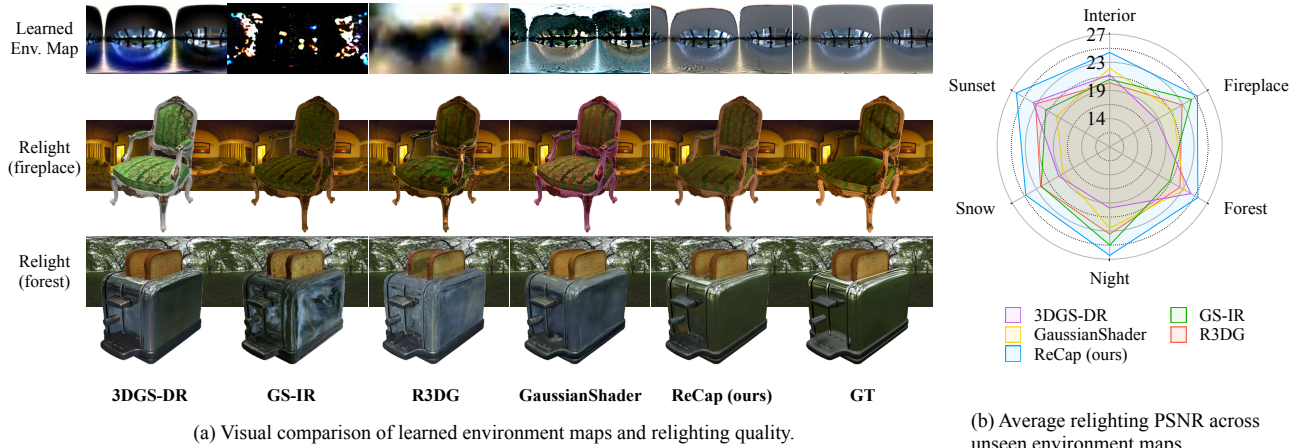 Learned
Env. Map
Relight
(fireplace)
Relight
(forest)
3DGS-DR GS-IR R3DG GaussianShader ReCap (ours) GT
(a) Visual comparison of learned environment maps and relighting quality.
Interior
27
23
19
14
Sunset
Fireplace
Snow
Forest
Night
3DGS-DR GS-IR
GaussianShader R3DG
ReCap (ours)
(b) Average relighting PSNR across
unseen environment maps